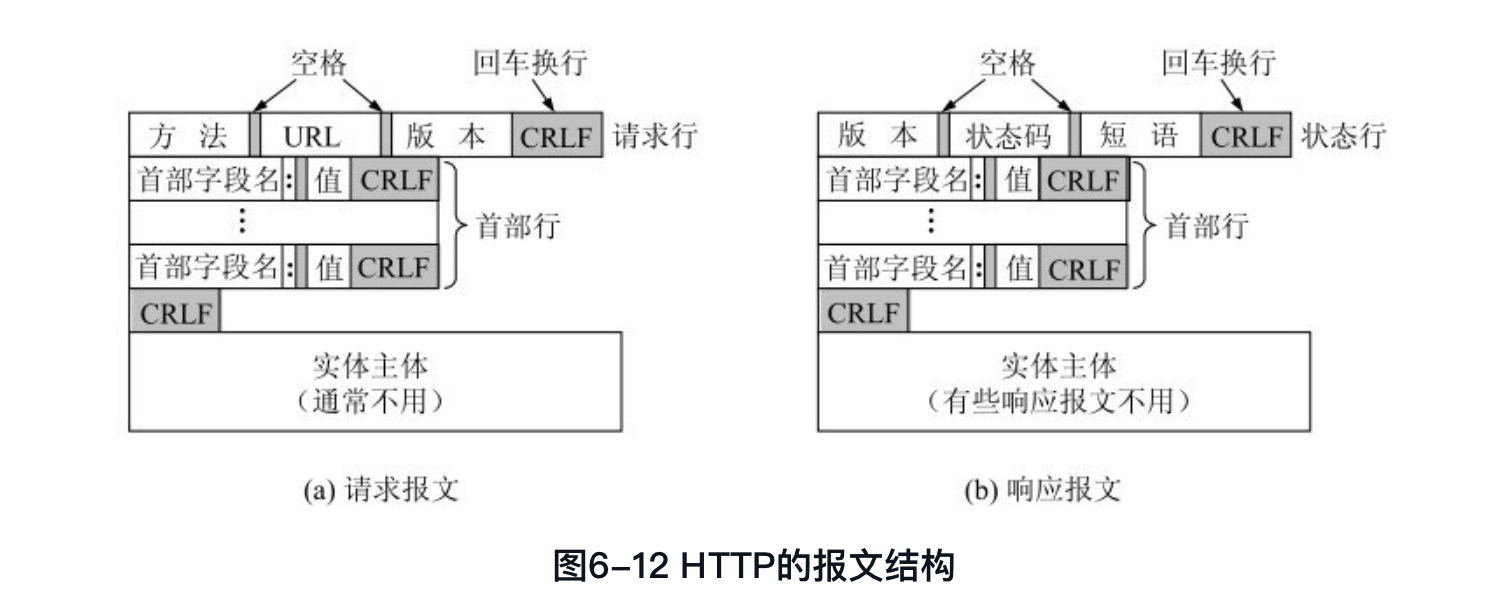 空格 回车换行
方 法 URL 版 本 CRLF 请求行
首部字段名: 值 CRLF
⋮ 首部行
首部字段名: 值 CRLF
CRLF
实体主体
（通常不用）
(a) 请求报文
空格 回车换行
版 本 状态码 短 语 CRLF 状态行
首部字段名: 值 CRLF
⋮ 首部行
首部字段名: 值 CRLF
CRLF
实体主体
（有些响应报文不用）
(b) 响应报文
图6–12 HTTP的报文结构